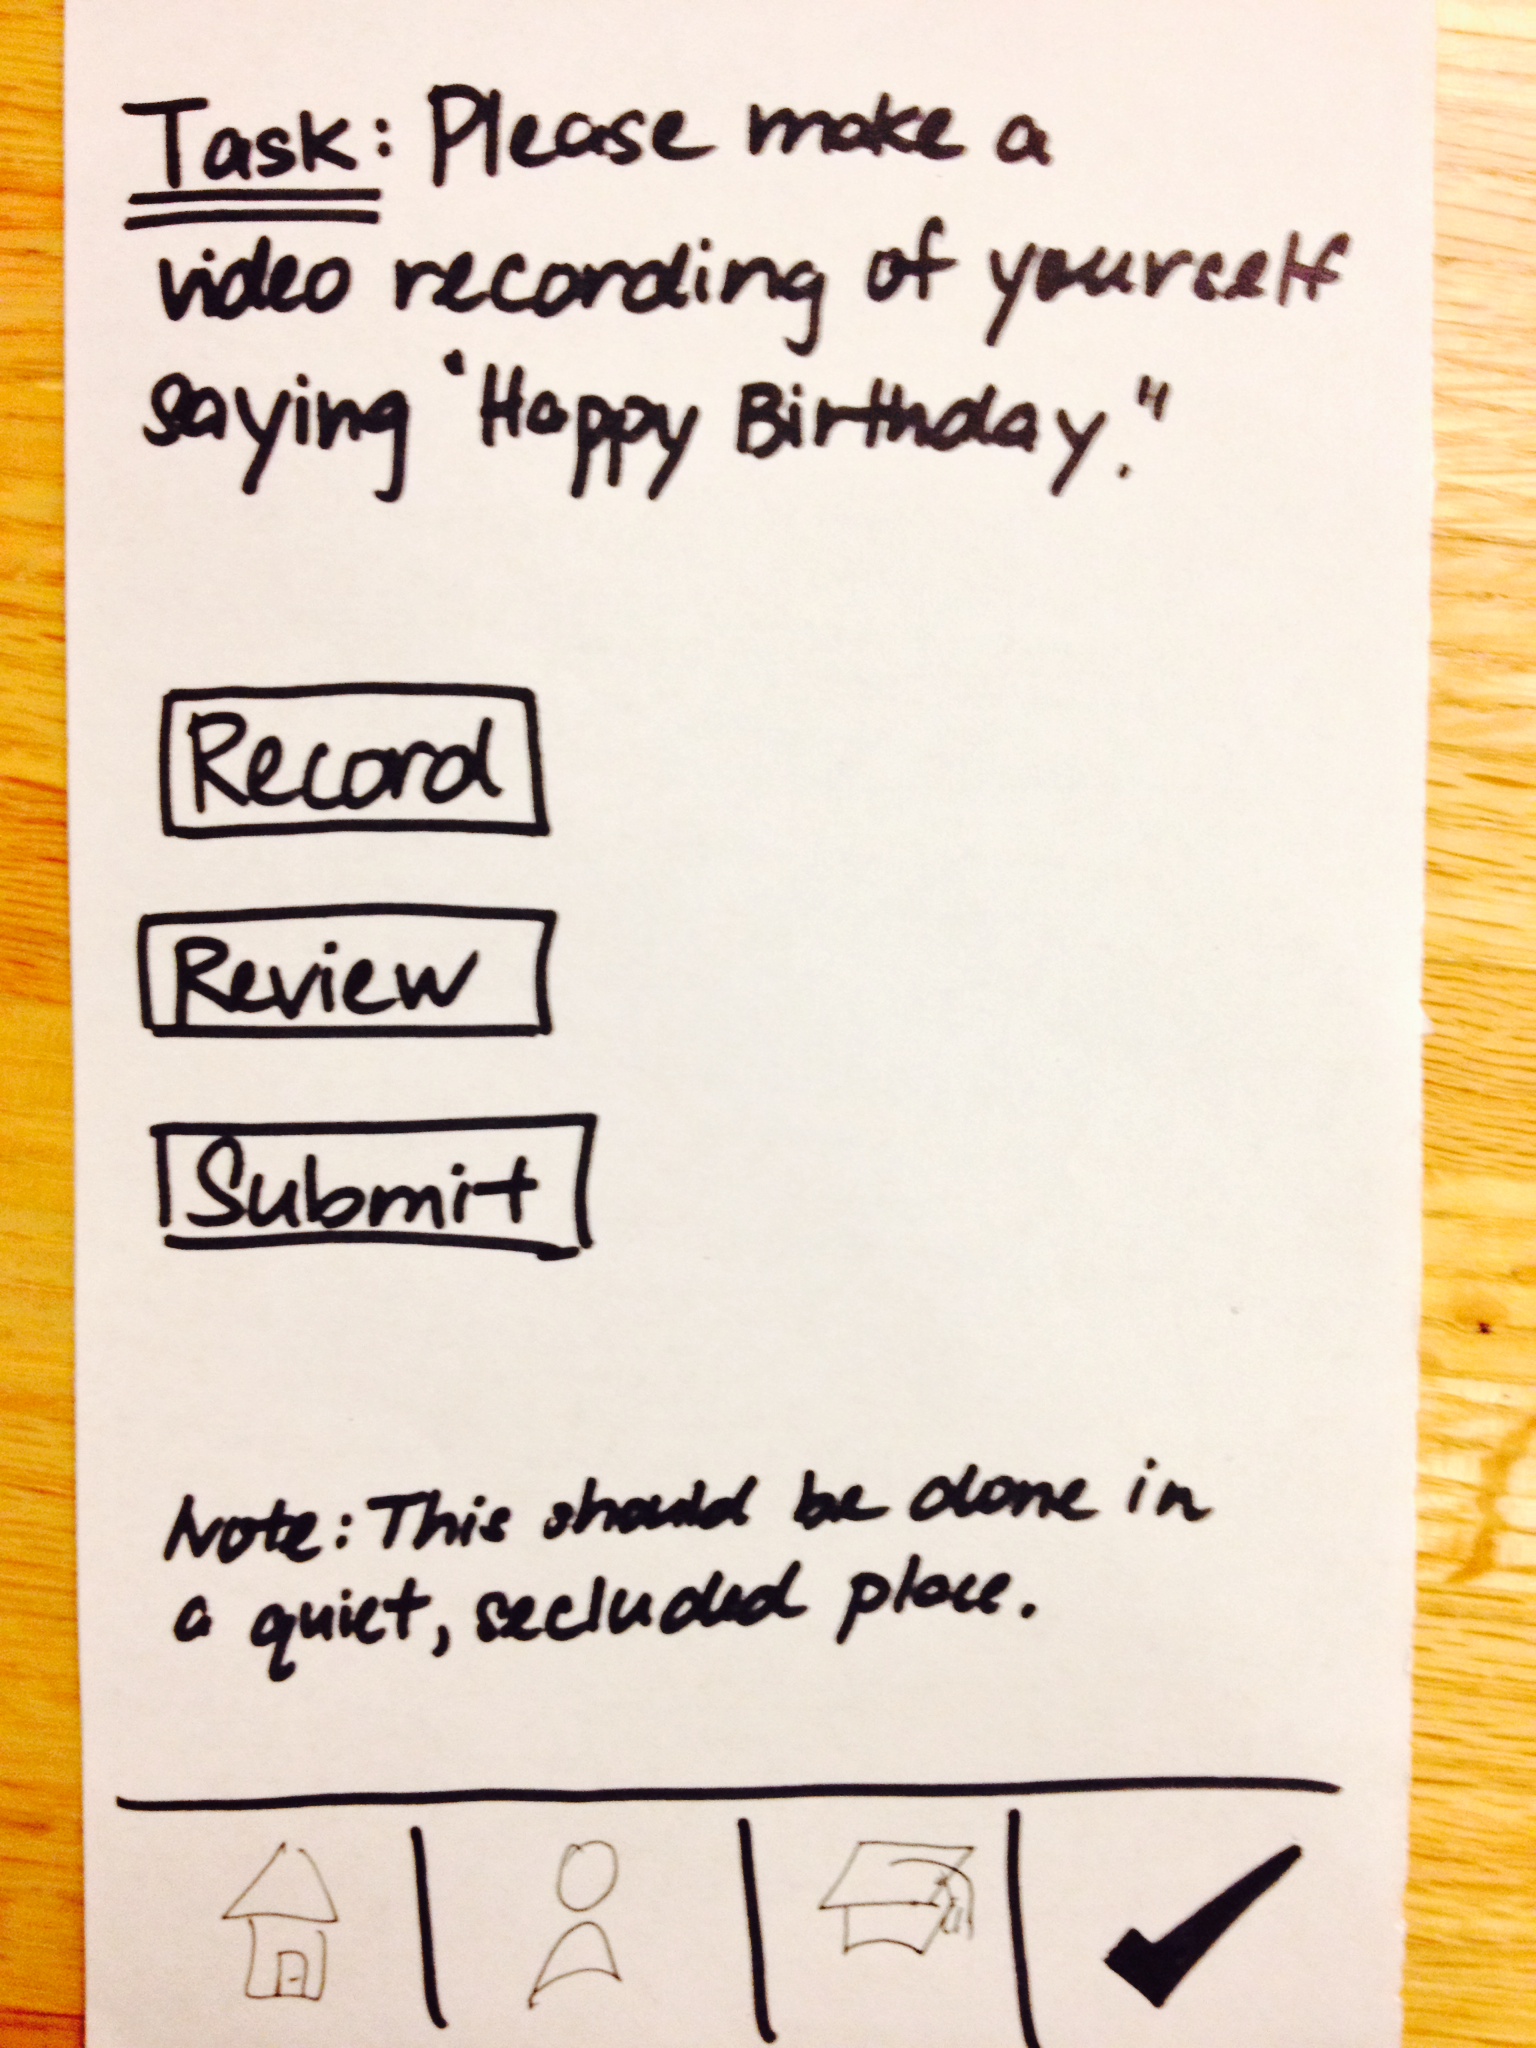 Task: Please make a
video recording of yourself
saying "Happy Birthday."
Record
Review
Submit
Note: This should be done in
a quiet, secluded place.